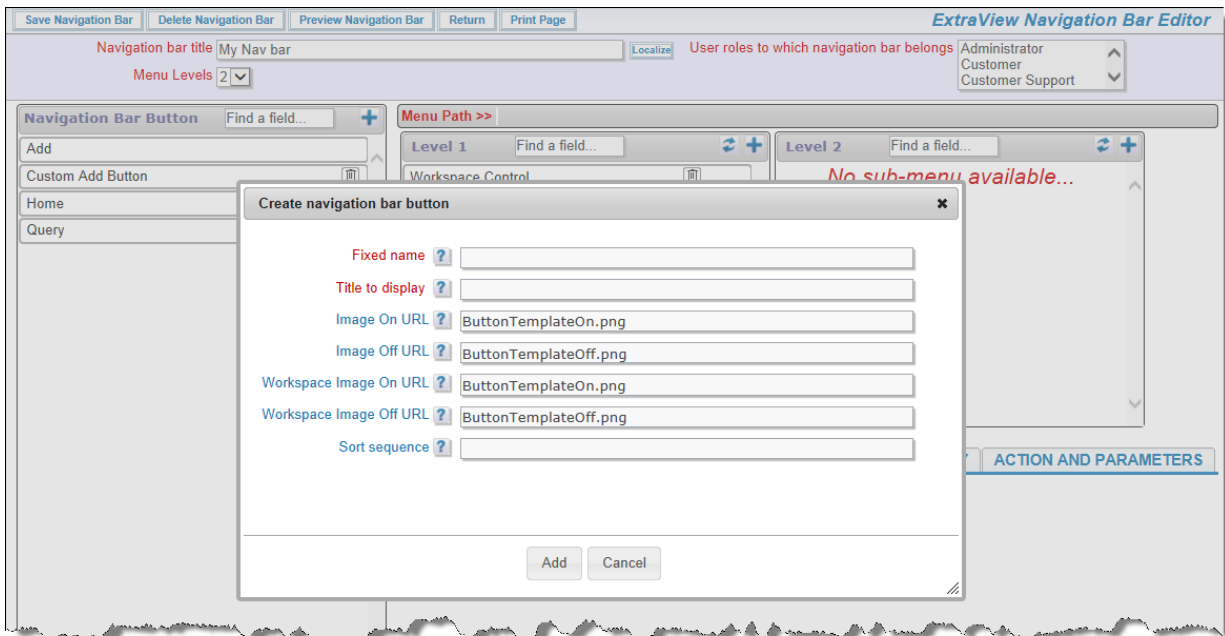 Save Navigation Bar Delete Navigation Bar Preview Navigation Bar Return Print Page ExtraView Navigation Bar Editor
Navigation bar title My Nav bar Localize User roles to which navigation bar belongs Administrator
Customer
Customer Support
Menu Levels 2
Navigation Bar Button Find a field... Menu Path >>
Add Level 1 Find a field... Level 2 Find a field...
Custom Add Button Workspace Control No sub-menu available...
Home
Query
Create navigation bar button
Fixed name ?
Title to display ?
Image On URL ? ButtonTemplateOn.png
Image Off URL ? ButtonTemplateOff.png
Workspace Image On URL ? ButtonTemplateOn.png
Workspace Image Off URL ? ButtonTemplateOff.png
Sort sequence ?
ACTION AND PARAMETERS
Add Cancel